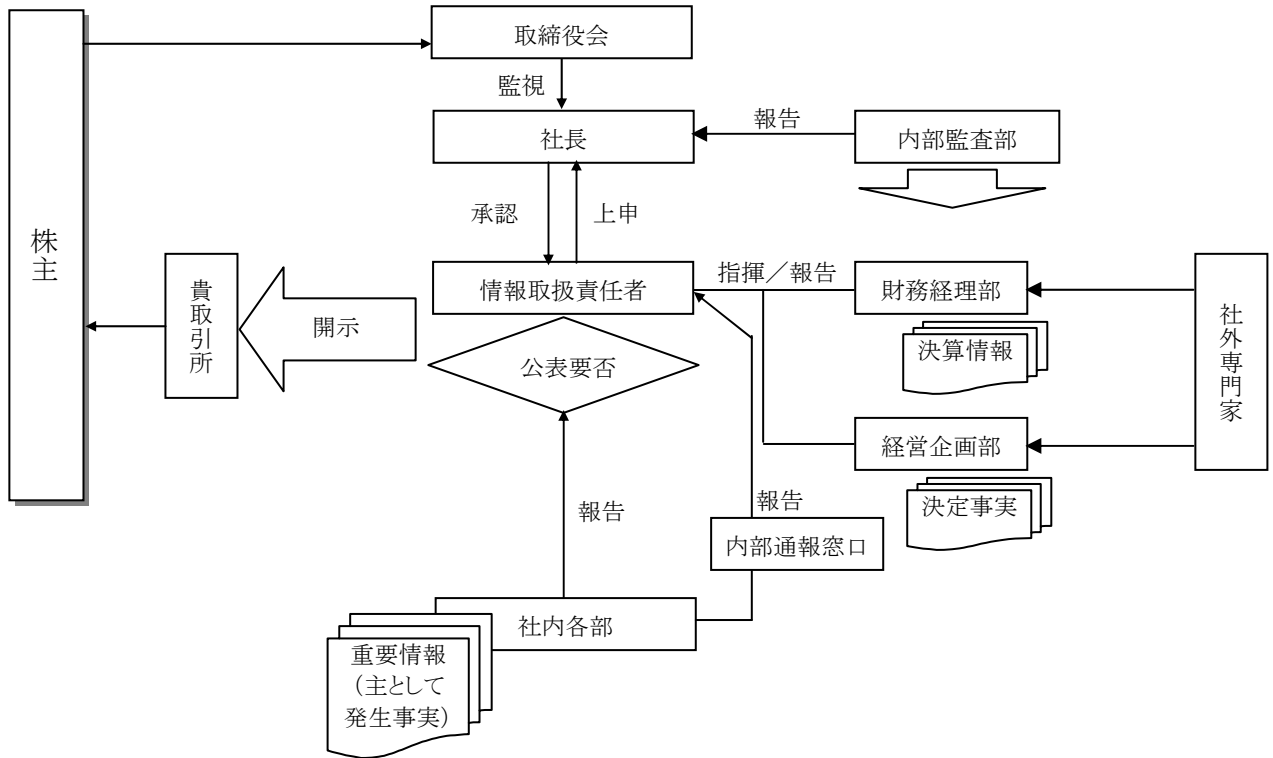 取締役会
監視
社長
報告
内部監査部
承認
上申
株主
貴取引所
開示
情報取扱責任者
指揮／報告
財務経理部
決算情報
社外専門家
公表要否
経営企画部
決定事実
報告
報告
内部通報窓口
社内各部
重要情報
（主として
発生事実）